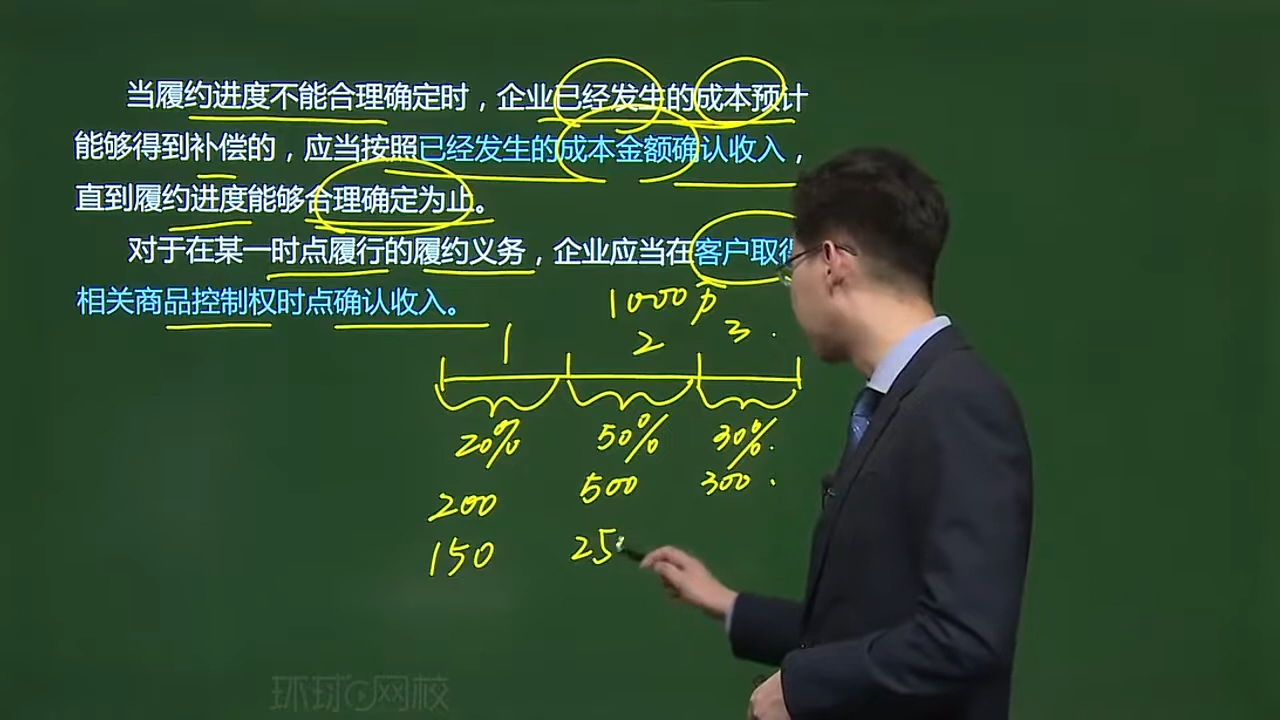 当履约进度不能合理确定时，企业已经发生的成本预计
能够得到补偿的，应当按照已经发生的成本金额确认收入，
直到履约进度能够合理确定为止。
对于在某一时点履行的履约义务，企业应当在客户取得
相关商品控制权时点确认收入。
1000
1 2 3
20% 50% 30%
200 500 300
150 25
环球网校